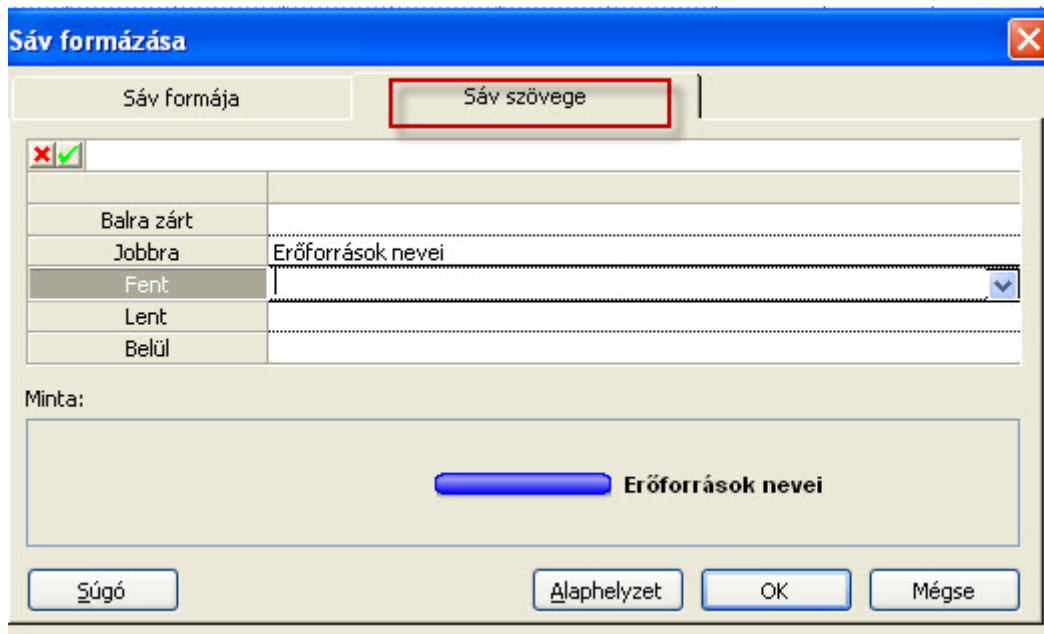 Sáv formázása
Sáv formája
Sáv szövege
Balra zárt
Jobbra Erőforrások nevei
Fent
Lent
Belül
Minta:
Erőforrások nevei
Súgó Alaphelyzet OK Mégse